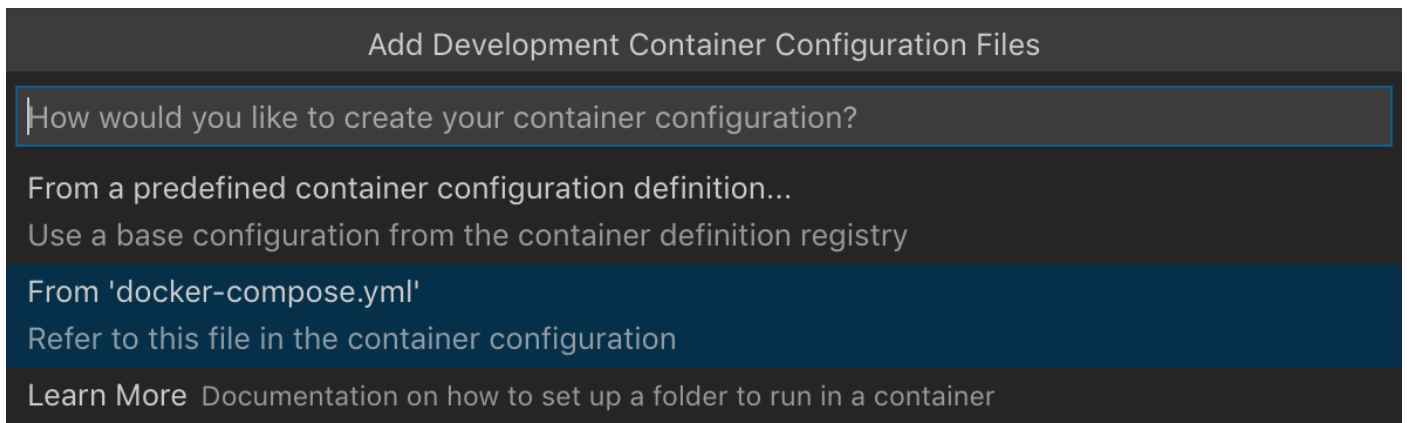 Add Development Container Configuration Files
How would you like to create your container configuration?
From a predefined container configuration definition...
Use a base configuration from the container definition registry
From 'docker-compose.yml'
Refer to this file in the container configuration
Learn More Documentation on how to set up a folder to run in a container